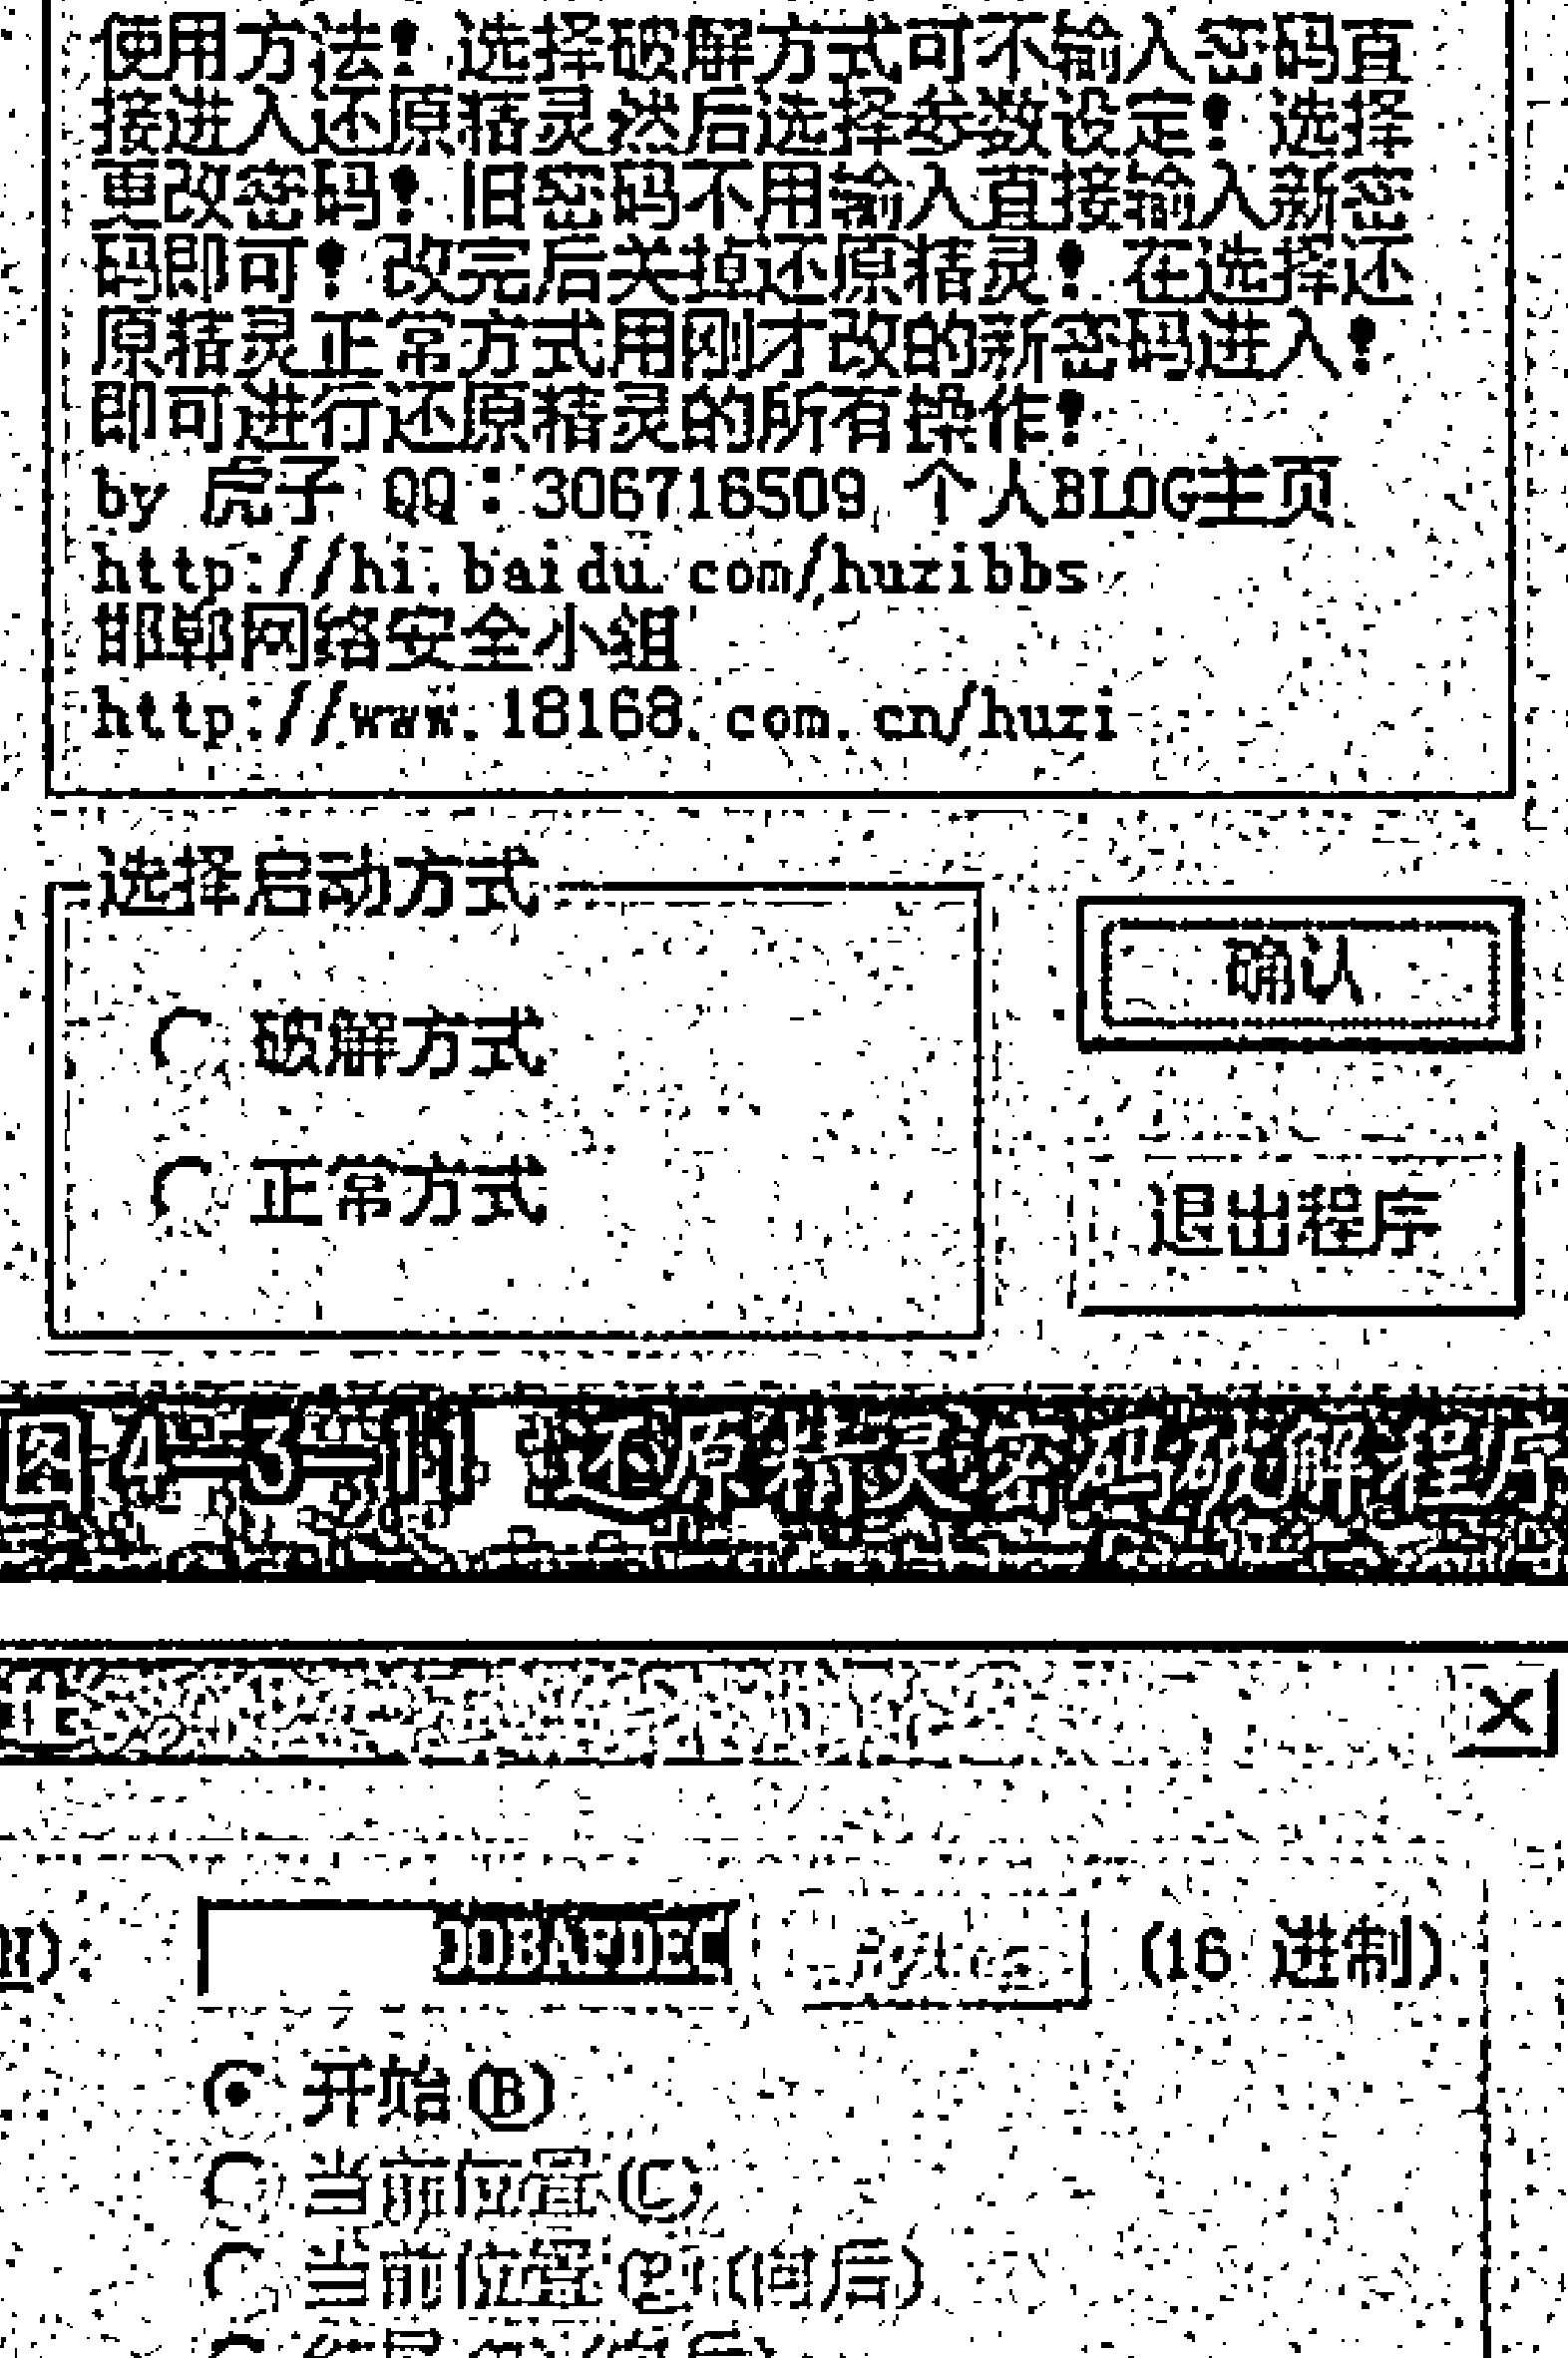 使用方法！选择破解方式可不输入密码直
接进入还原精灵然后选择参数设定！选择
更改密码！旧密码不用输入直接输入新密
码即可！改完后关掉还原精灵！在选择还
原精灵正常方式用刚才改的新密码进入！
即可进行还原精灵的所有操作！
by 虎子 QQ：306716509 个人BLOG主页
http://hi.baidu.com/huzibbs
邯郸网络安全小组
http://www.18168.com.cn/huzi
选择启动方式
破解方式
正常方式
确认
退出程序
图 4-3-11 还原精灵密码破解程序
(16 进制)
开始(B)
当前位置(C)
当前位置(P)(向后)